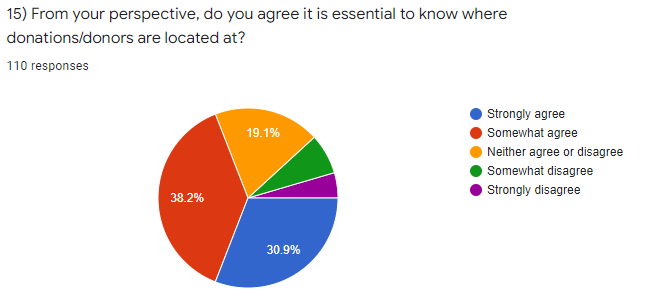 15) From your perspective, do you agree it is essential to know where
donations/donors are located at?
110 responses
Strongly agree
Somewhat agree
Neither agree or disagree
Somewhat disagree
Strongly disagree
19.1%
38.2%
30.9%